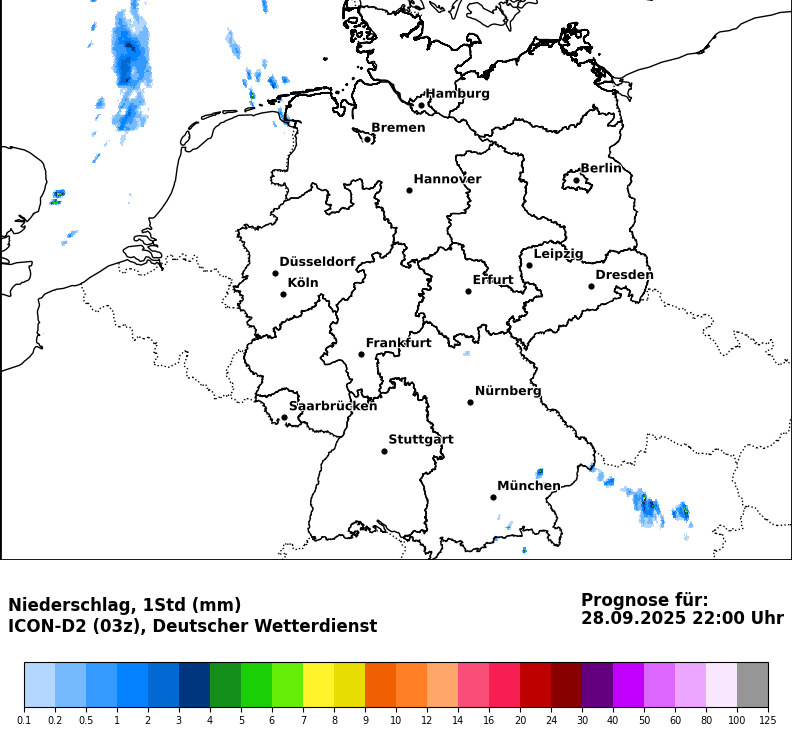 Hamburg
Bremen
Berlin
Hannover
Leipzig
Düsseldorf
Dresden
Köln
Erfurt
Frankfurt
Nürnberg
Saarbrücken
Stuttgart
München
Niederschlag, 1Std (mm)
ICON-D2 (03z), Deutscher Wetterdienst
Prognose für:
28.09.2025 22:00 Uhr
0.1 0.2 0.5 1 2 3 4 5 6 7 8 9 10 12 14 16 20 24 30 40 50 60 80 100 125